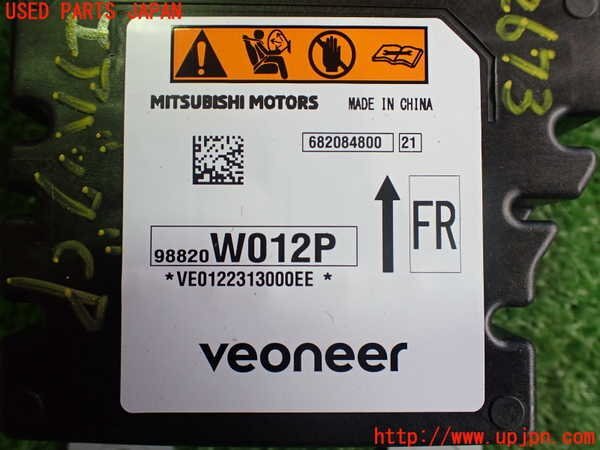 USED PARTS JAPAN
2673
MITSUBISHI MOTORS MADE IN CHINA
682084800 21
FR
98820 W012P
*VE0122313000EE *
veoneer
http://www.upjpn.com